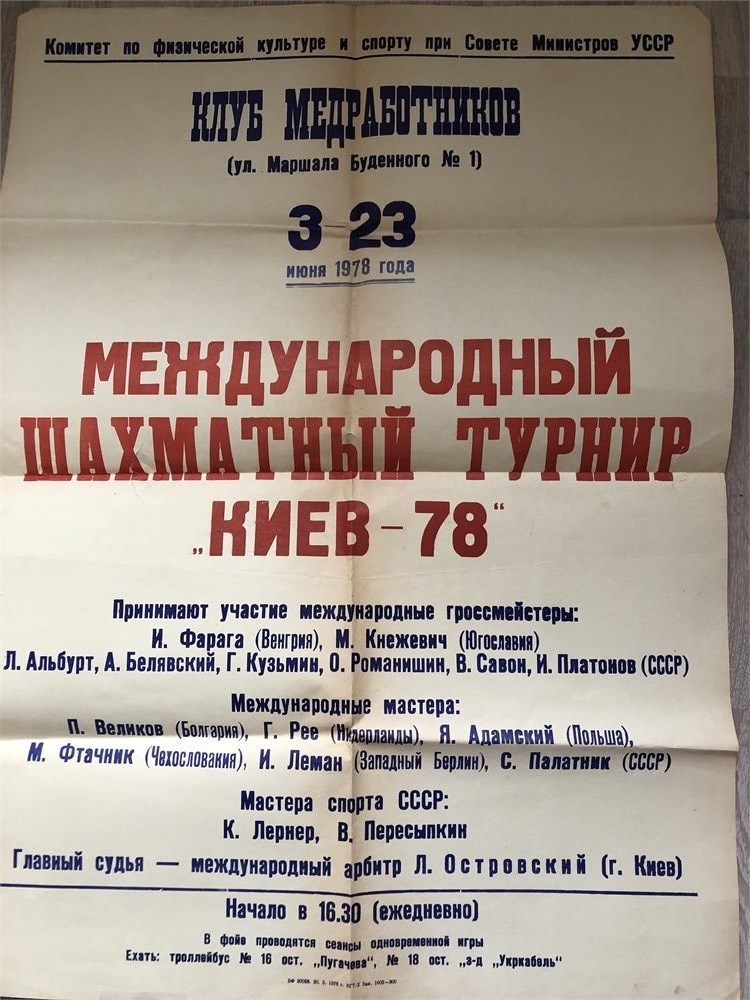 Комитет по физической культуре и спорту при Совете Министров УССР
КЛУБ МЕДРАБОТНИКОВ
(ул. Маршала Буденного № 1)
3-23
июня 1978 года
МЕЖДУНАРОДНЫЙ
ШАХМАТНЫЙ ТУРНИР
„КИЕВ-78“
Принимают участие международные гроссмейстеры:
И. Фарага (Венгрия), М. Кнежевич (Югославия)
Л. Альбурт, А. Белявский, Г. Кузьмин, О. Романишин, В. Савон, И. Платонов (СССР)
Международные мастера:
П. Великов (Болгария), Г. Рее (Нидерланды), Я. Адамский (Польша),
М. Фтачник (Чехословакия), И. Леман (Западный Берлин), С. Палатник (СССР)
Мастера спорта СССР:
К. Лернер, В. Пересыпкин
Главный судья — международный арбитр Л. Островский (г. Киев)
Начало в 16.30 (ежедневно)
В фойе проводятся сеансы одновременной игры
Ехать: троллейбус № 16 ост. „Пугачева“, № 18 ост. „з-д „Укркабель“